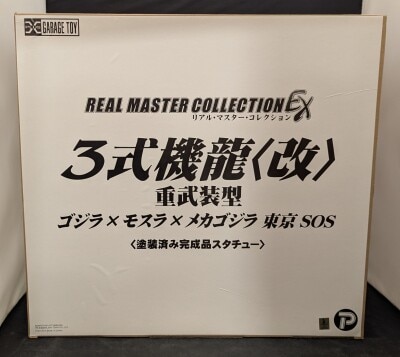 GARAGE TOY
REAL MASTER COLLECTION EX
リアル・マスター・コレクション
3式機龍〈改〉
重武装型
ゴジラ×モスラ×メカゴジラ 東京 SOS
〈塗装済み完成品スタチュー〉
P